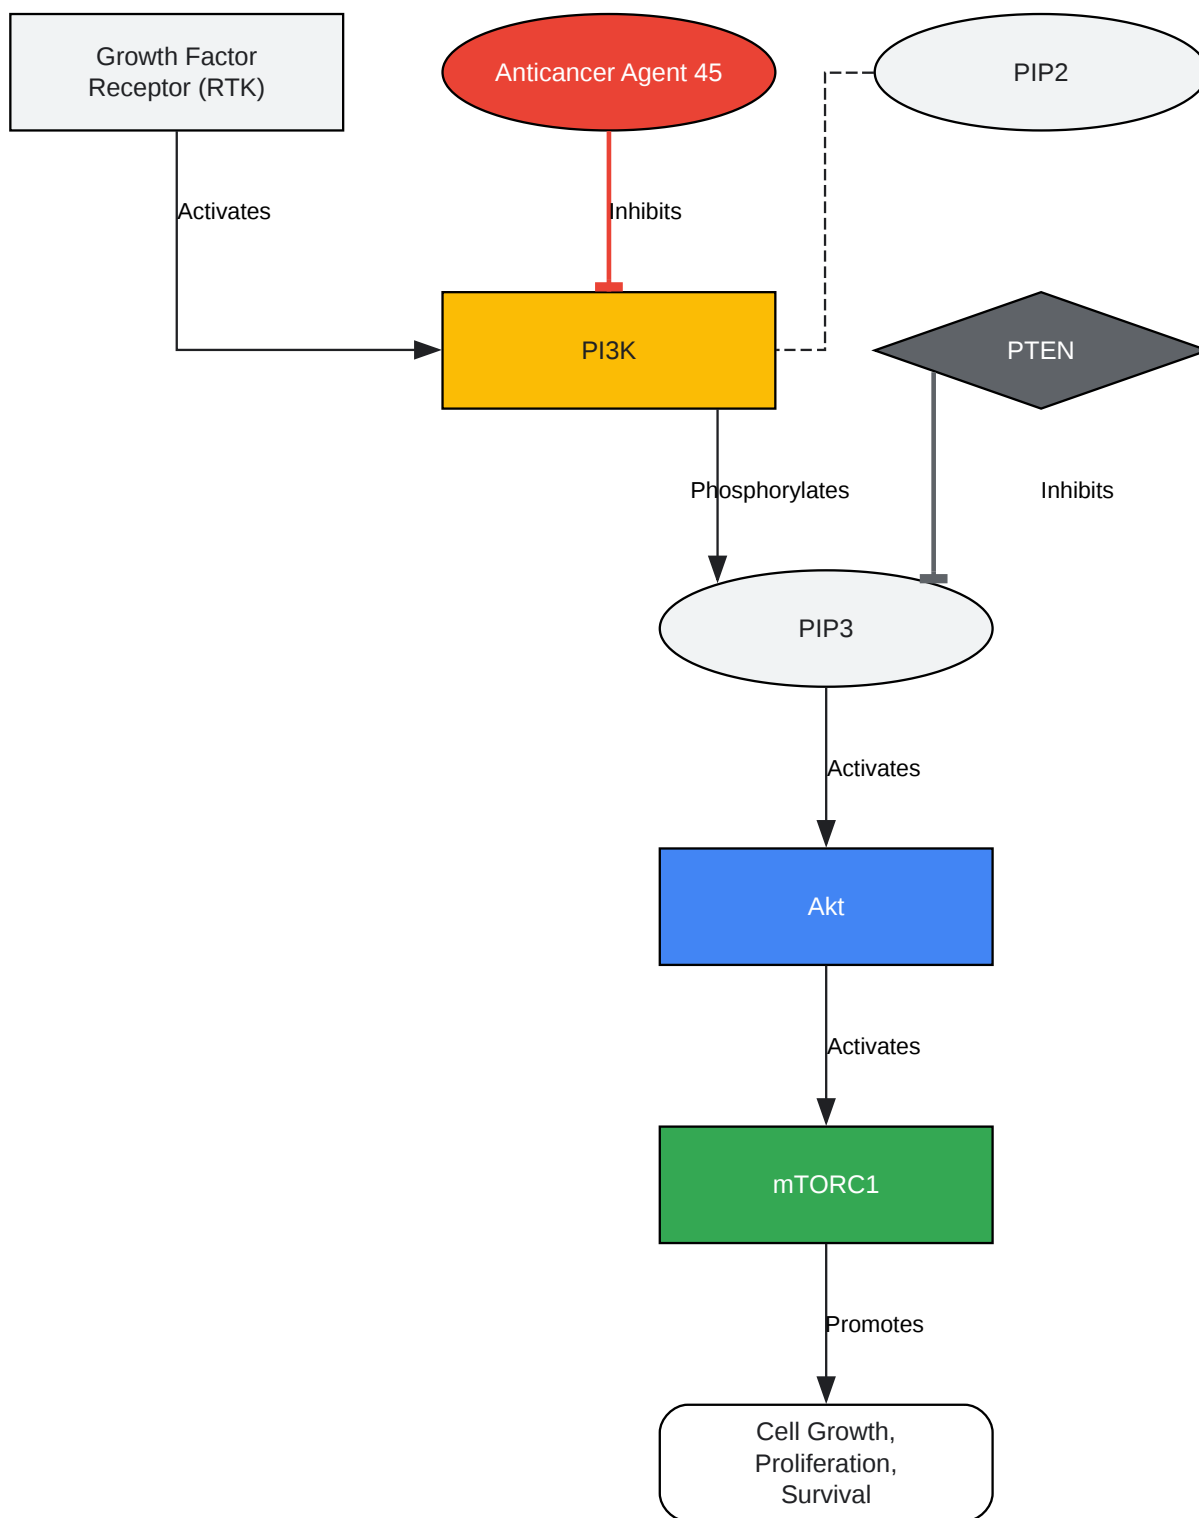 Growth Factor
Receptor (RTK)
Anticancer Agent 45
PIP2
Activates
Inhibits
PI3K
PTEN
Phosphorylates
Inhibits
PIP3
Activates
Akt
Activates
mTORC1
Promotes
Cell Growth,
Proliferation,
Survival